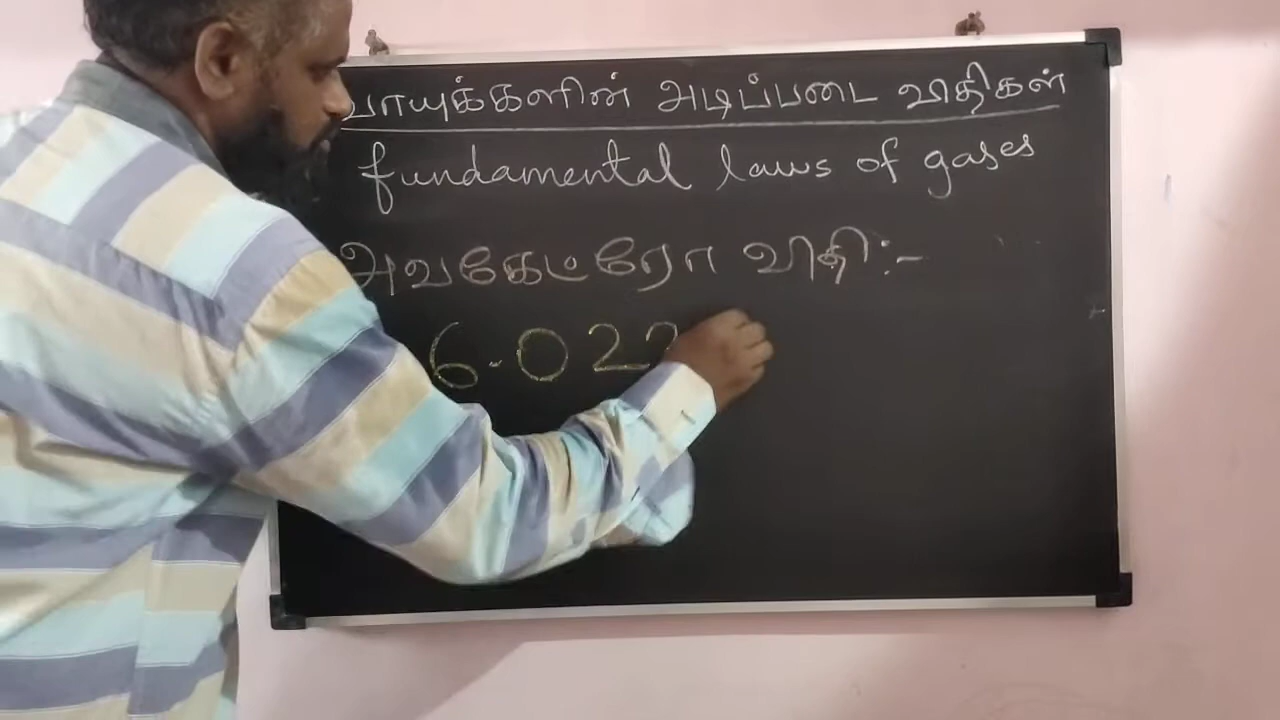 வாயுக்களின் அடிப்படை விதிகள்
fundamental laws of gases
அவகேட்ரோ விதி:-
6.022